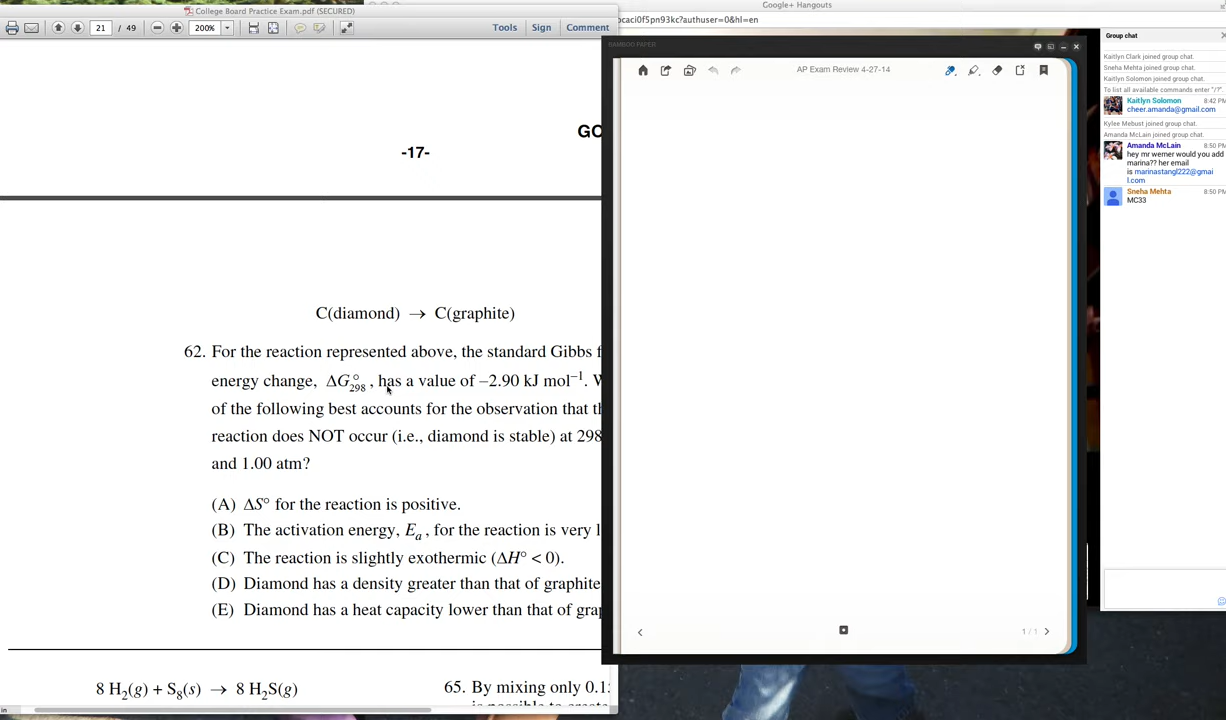 College Board Practice Exam.pdf (SECURED)
21 / 49
200%
Tools
Sign
Comment
GO
-17-
C(diamond) → C(graphite)
62. For the reaction represented above, the standard Gibbs f
energy change, ΔG°298, has a value of –2.90 kJ mol⁻¹. W
of the following best accounts for the observation that th
reaction does NOT occur (i.e., diamond is stable) at 298
and 1.00 atm?
(A) ΔS° for the reaction is positive.
(B) The activation energy, Eₐ, for the reaction is very l
(C) The reaction is slightly exothermic (ΔH° < 0).
(D) Diamond has a density greater than that of graphite
(E) Diamond has a heat capacity lower than that of gra
8 H₂(g) + S₈(s) → 8 H₂S(g)
65. By mixing only 0.1
is possible to create
in
Google+ Hangouts
ocaci0f5pn93kc?authuser=0&hl=en
BAMBOO PAPER
AP Exam Review 4-27-14
1 / 1
Group chat
Kaitlyn Clark joined group chat.
Sneha Mehta joined group chat.
Kaitlyn Solomon joined group chat.
To list all available commands enter "/?"
Kaitlyn Solomon 8:42 PM
cheer.amanda@gmail.com
Kylee Mebust joined group chat.
Amanda McLain joined group chat.
Amanda McLain 8:50 PM
hey mr werner would you add
marina?? her email
is marinastangl222@gmai
l.com
Sneha Mehta 8:50 PM
MC33